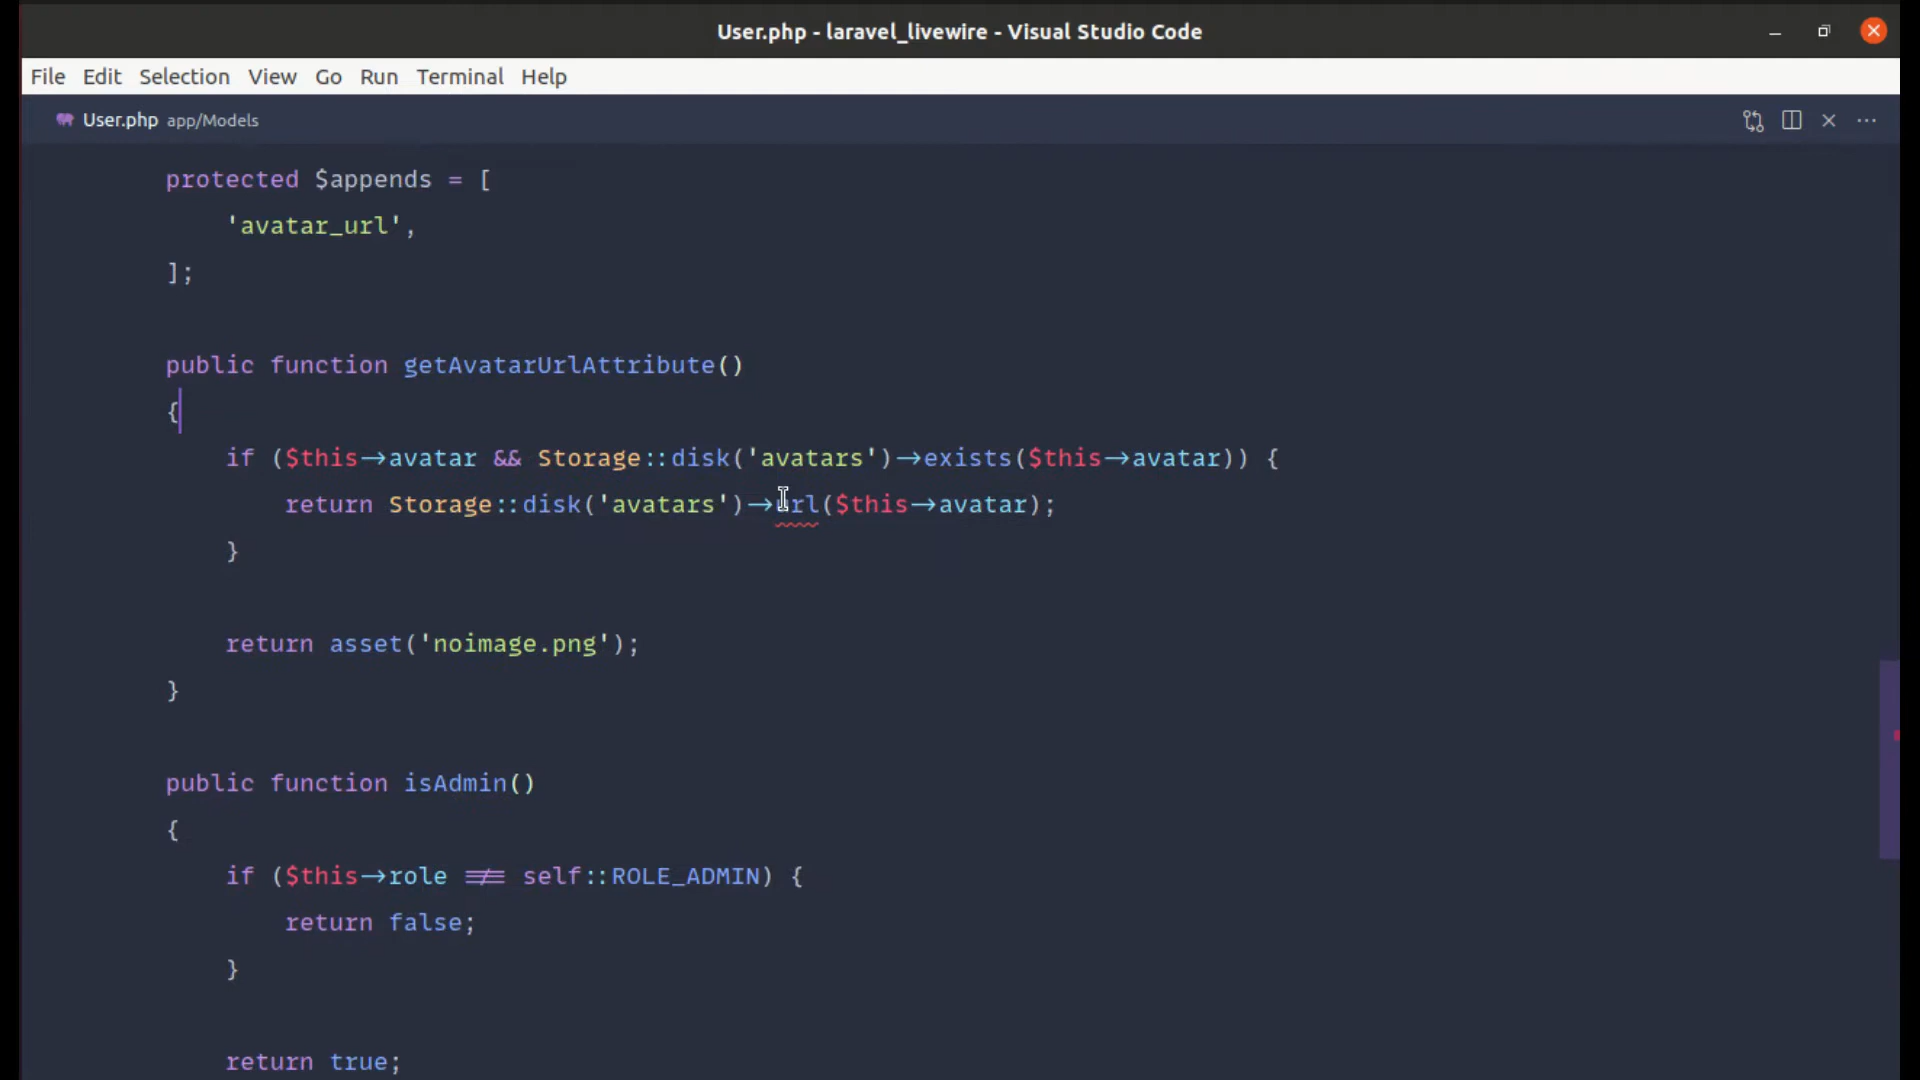 User.php - laravel_livewire - Visual Studio Code
File Edit Selection View Go Run Terminal Help
User.php app/Models
protected $appends = [
'avatar_url',
];
public function getAvatarUrlAttribute()
{
if ($this->avatar && Storage::disk('avatars')->exists($this->avatar)) {
return Storage::disk('avatars')->url($this->avatar);
}
return asset('noimage.png');
}
public function isAdmin()
{
if ($this->role !== self::ROLE_ADMIN) {
return false;
}
return true;